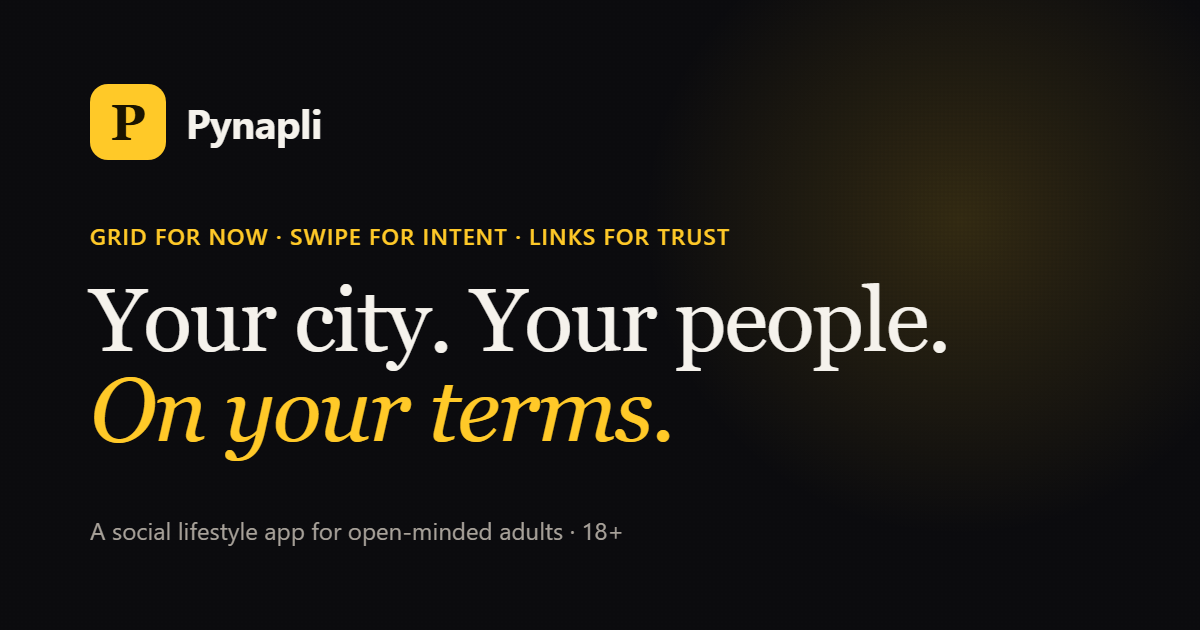 P
Pynapli
GRID FOR NOW · SWIPE FOR INTENT · LINKS FOR TRUST
Your city. Your people.
On your terms.
A social lifestyle app for open-minded adults · 18+